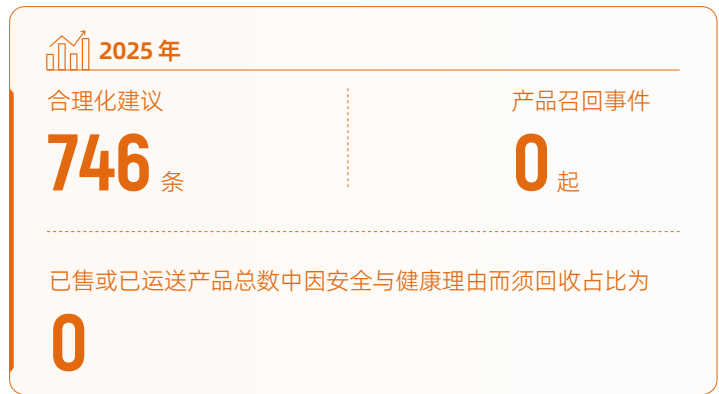 2025 年
合理化建议
746 条
产品召回事件
0 起
已售或已运送产品总数中因安全与健康理由而须回收占比为
0